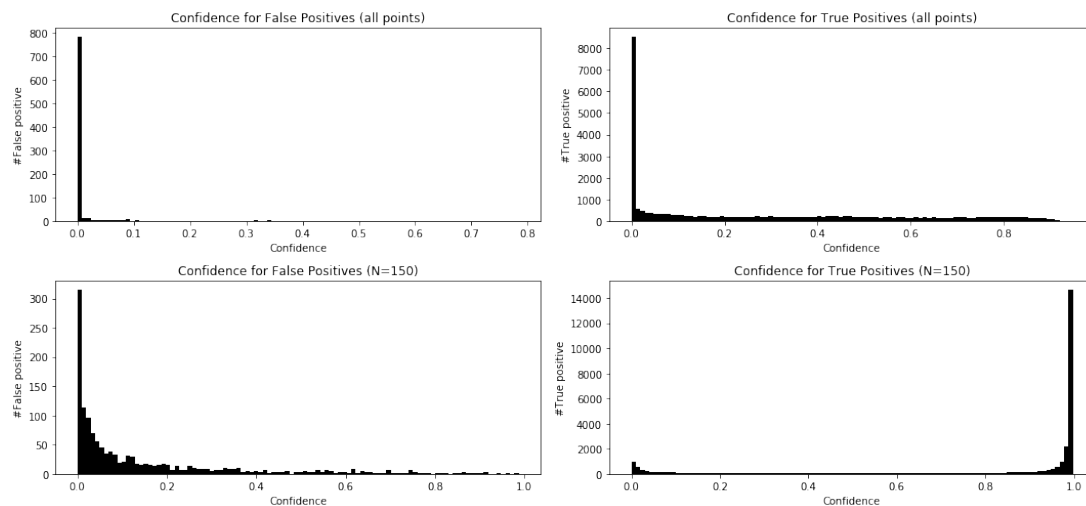 Confidence for False Positives (all points)
#False positive
800
700
600
500
400
300
200
100
0
0.0 0.1 0.2 0.3 0.4 0.5 0.6 0.7 0.8
Confidence
Confidence for True Positives (all points)
#True positive
8000
7000
6000
5000
4000
3000
2000
1000
0
0.0 0.2 0.4 0.6 0.8
Confidence
Confidence for False Positives (N=150)
#False positive
300
250
200
150
100
50
0
0.0 0.2 0.4 0.6 0.8 1.0
Confidence
Confidence for True Positives (N=150)
#True positive
14000
12000
10000
8000
6000
4000
2000
0
0.0 0.2 0.4 0.6 0.8 1.0
Confidence